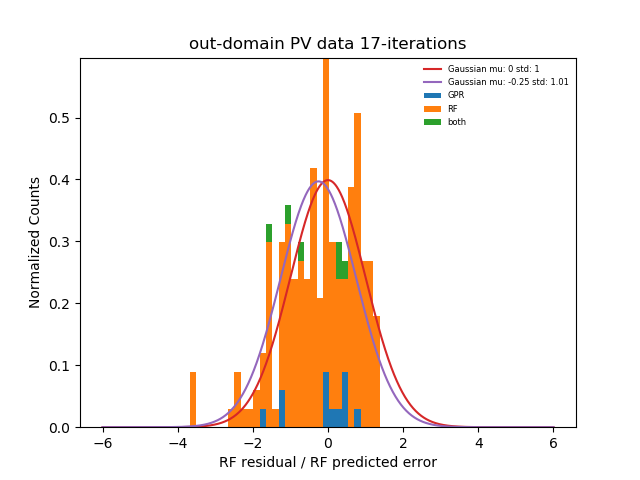 out-domain PV data 17-iterations
Gaussian mu: 0 std: 1
Gaussian mu: -0.25 std: 1.01
GPR
RF
both
Normalized Counts
0.5
0.4
0.3
0.2
0.1
0.0
−6
−4
−2
0
2
4
6
RF residual / RF predicted error